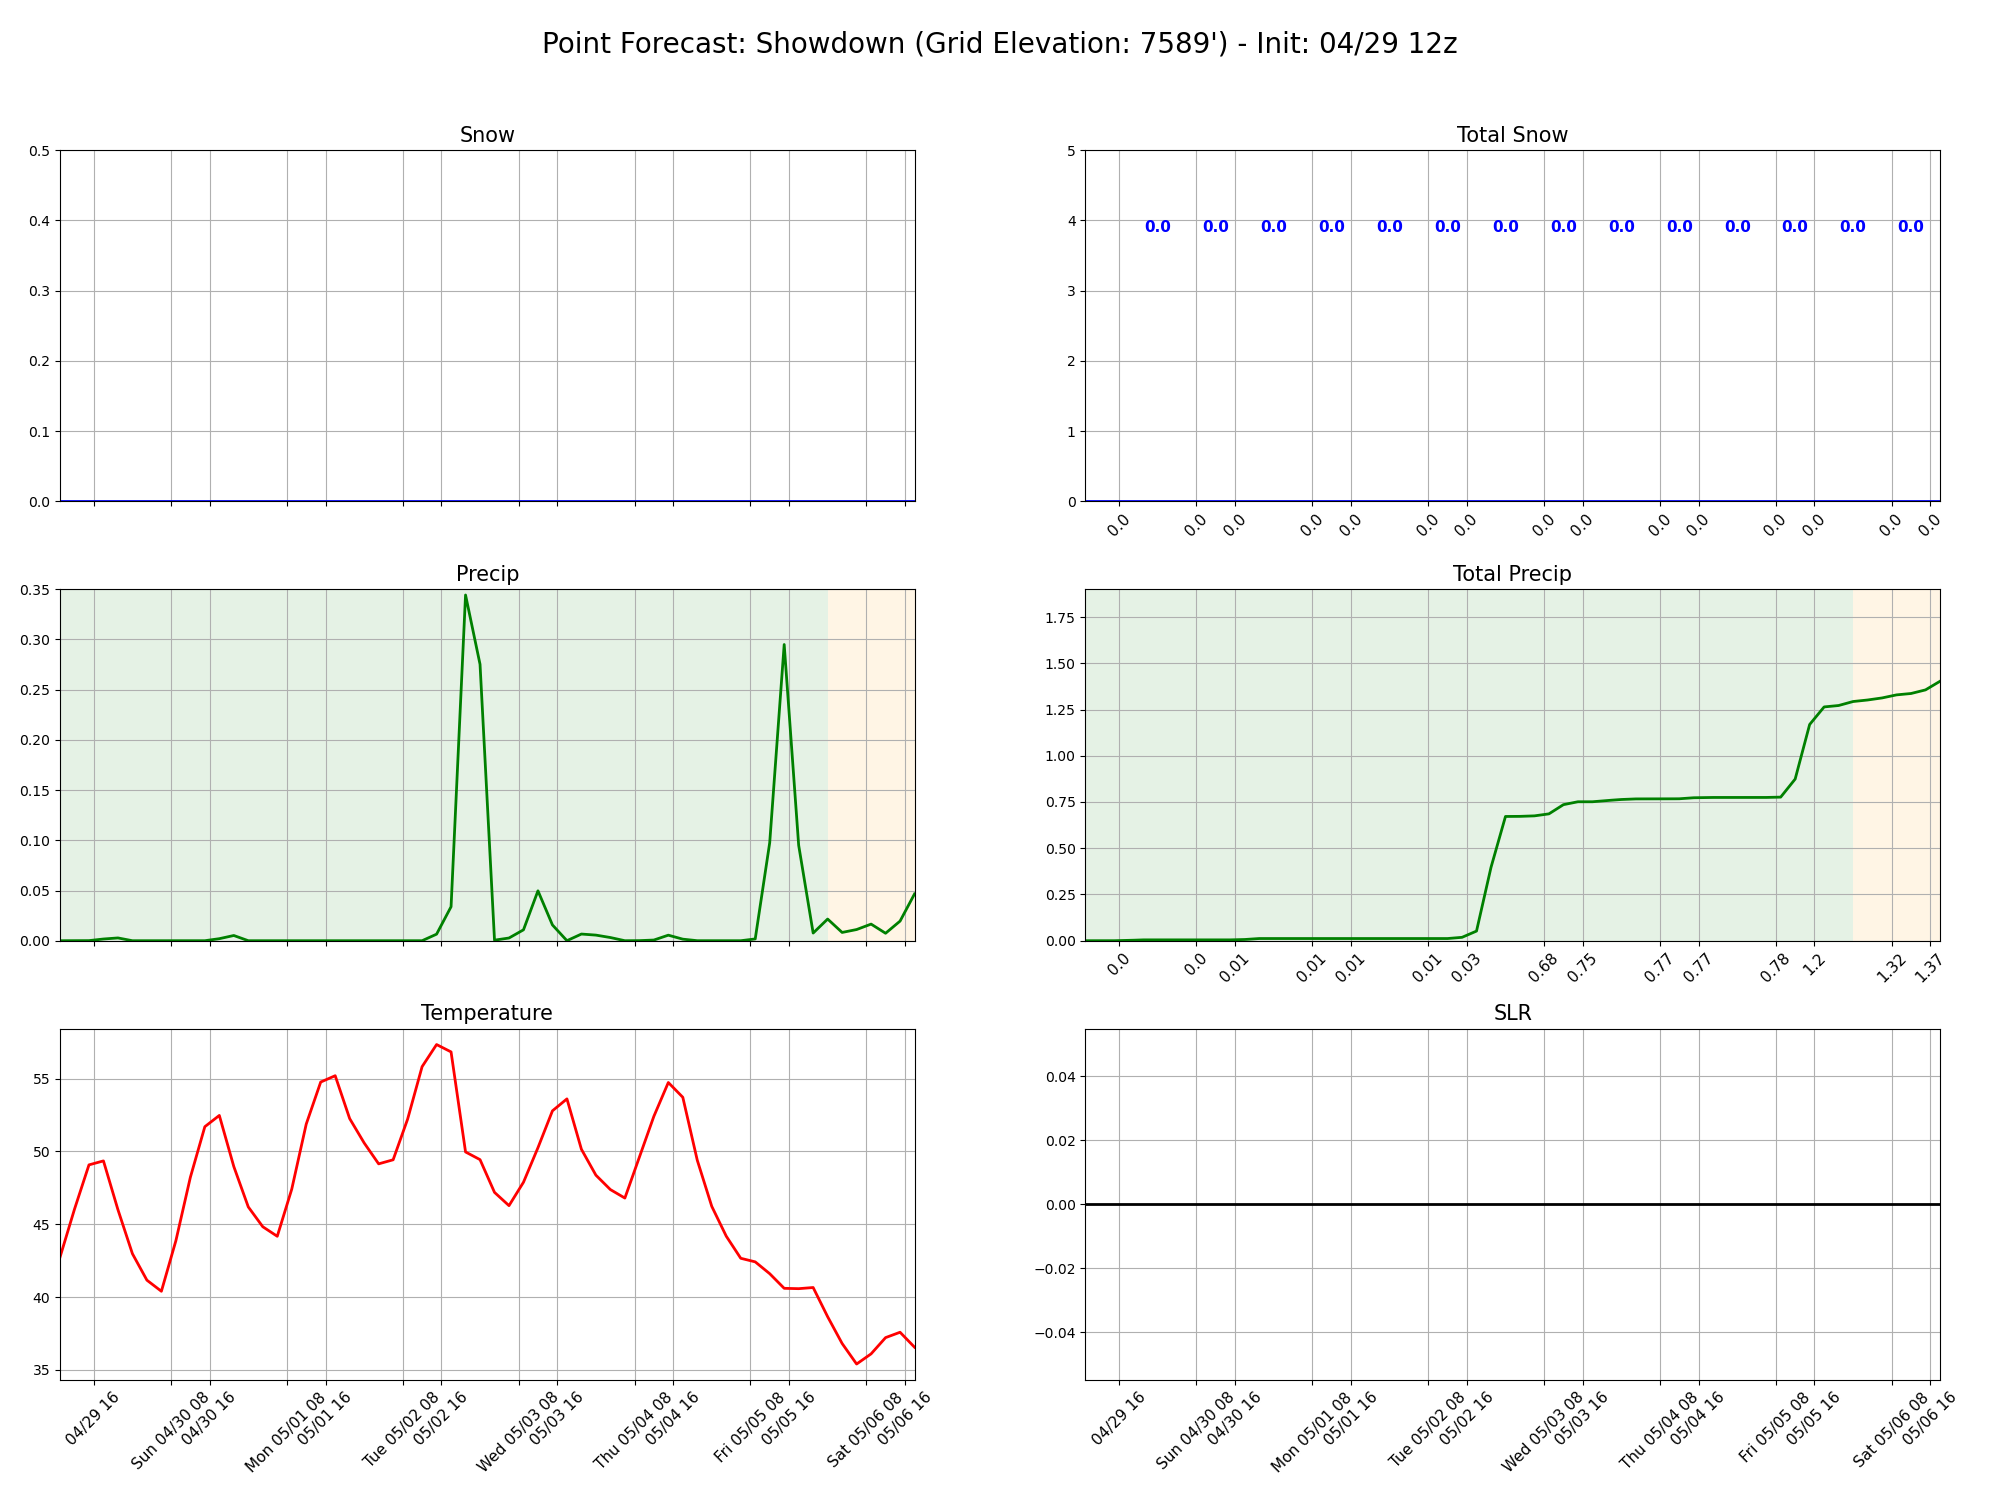 Point Forecast: Showdown (Grid Elevation: 7589') - Init: 04/29 12z
Snow
0.5
0.4
0.3
0.2
0.1
0.0
Total Snow
5
4
3
2
1
0
0.0 0.0 0.0 0.0 0.0 0.0 0.0 0.0 0.0 0.0 0.0 0.0 0.0 0.0
0.0 0.0 0.0 0.0 0.0 0.0 0.0 0.0 0.0 0.0 0.0 0.0 0.0 0.0 0.0
Precip
0.35
0.30
0.25
0.20
0.15
0.10
0.05
0.00
Total Precip
1.75
1.50
1.25
1.00
0.75
0.50
0.25
0.00
0.0 0.0 0.01 0.01 0.01 0.01 0.03 0.68 0.75 0.77 0.77 0.78 1.2 1.32 1.37
Temperature
55
50
45
40
35
04/29 16
Sun 04/30 08
04/30 16
Mon 05/01 08
05/01 16
Tue 05/02 08
05/02 16
Wed 05/03 08
05/03 16
Thu 05/04 08
05/04 16
Fri 05/05 08
05/05 16
Sat 05/06 08
05/06 16
SLR
0.04
0.02
0.00
−0.02
−0.04
04/29 16
Sun 04/30 08
04/30 16
Mon 05/01 08
05/01 16
Tue 05/02 08
05/02 16
Wed 05/03 08
05/03 16
Thu 05/04 08
05/04 16
Fri 05/05 08
05/05 16
Sat 05/06 08
05/06 16